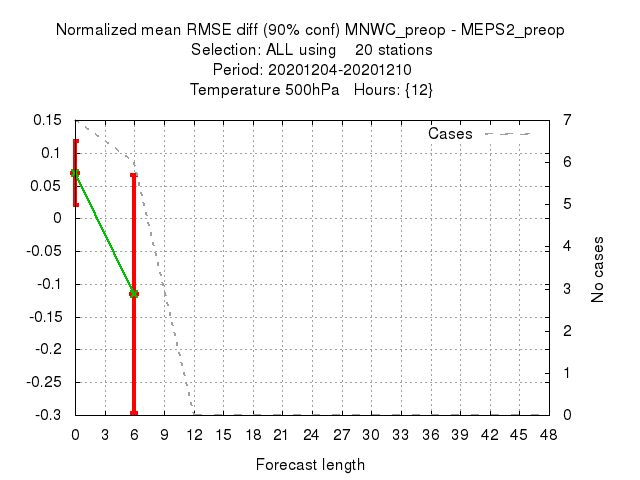 Normalized mean RMSE diff (90% conf) MNWC_preop - MEPS2_preop
Selection: ALL using 20 stations
Period: 20201204-20201210
Temperature 500hPa Hours: {12}
Cases
0.15
0.1
0.05
0
-0.05
-0.1
-0.15
-0.2
-0.25
-0.3
7
6
5
4
3
2
1
0
No cases
0 3 6 9 12 15 18 21 24 27 30 33 36 39 42 45 48
Forecast length